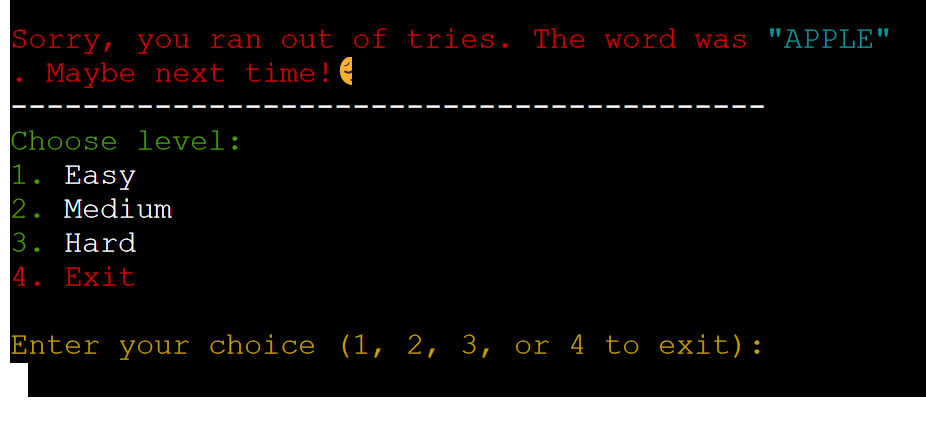 Sorry, you ran out of tries. The word was "APPLE"
. Maybe next time!
------------------------------------------
Choose level:
1. Easy
2. Medium
3. Hard
4. Exit
Enter your choice (1, 2, 3, or 4 to exit):